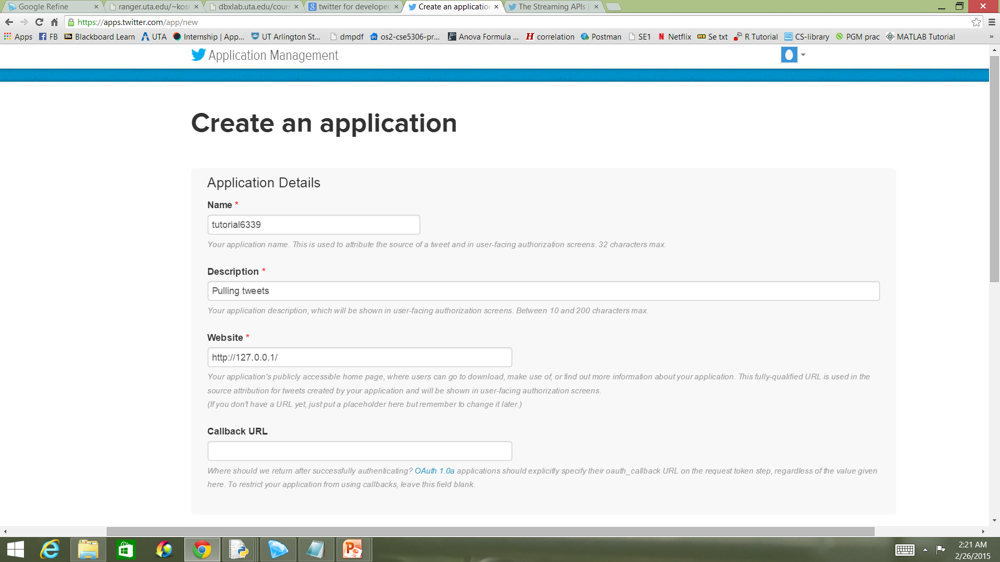 Google Refine
ranger.uta.edu/~kos
dbxlab.uta.edu/cour
twitter for developer
Create an applicatio
The Streaming APIs |
https://apps.twitter.com/app/new
Apps
FB
Bb Blackboard Learn
UTA
Internship | App...
UT Arlington St...
dmpdf
os2-cse5306-pr...
Anova Formula ...
H correlation
Postman
SE1
N Netflix
UTD Se txt
R Tutorial
CS-library
PGM prac
MATLAB Tutorial
»
Application Management
Create an application
Application Details
Name *
tutorial6339
Your application name. This is used to attribute the source of a tweet and in user-facing authorization screens. 32 characters max.
Description *
Pulling tweets
Your application description, which will be shown in user-facing authorization screens. Between 10 and 200 characters max.
Website *
http://127.0.0.1/
Your application's publicly accessible home page, where users can go to download, make use of, or find out more information about your application. This fully-qualified URL is used in the
source attribution for tweets created by your application and will be shown in user-facing authorization screens.
(If you don't have a URL yet, just put a placeholder here but remember to change it later.)
Callback URL
Where should we return after successfully authenticating? OAuth 1.0a applications should explicitly specify their oauth_callback URL on the request token step, regardless of the value given
here. To restrict your application from using callbacks, leave this field blank.
2:21 AM
2/26/2015